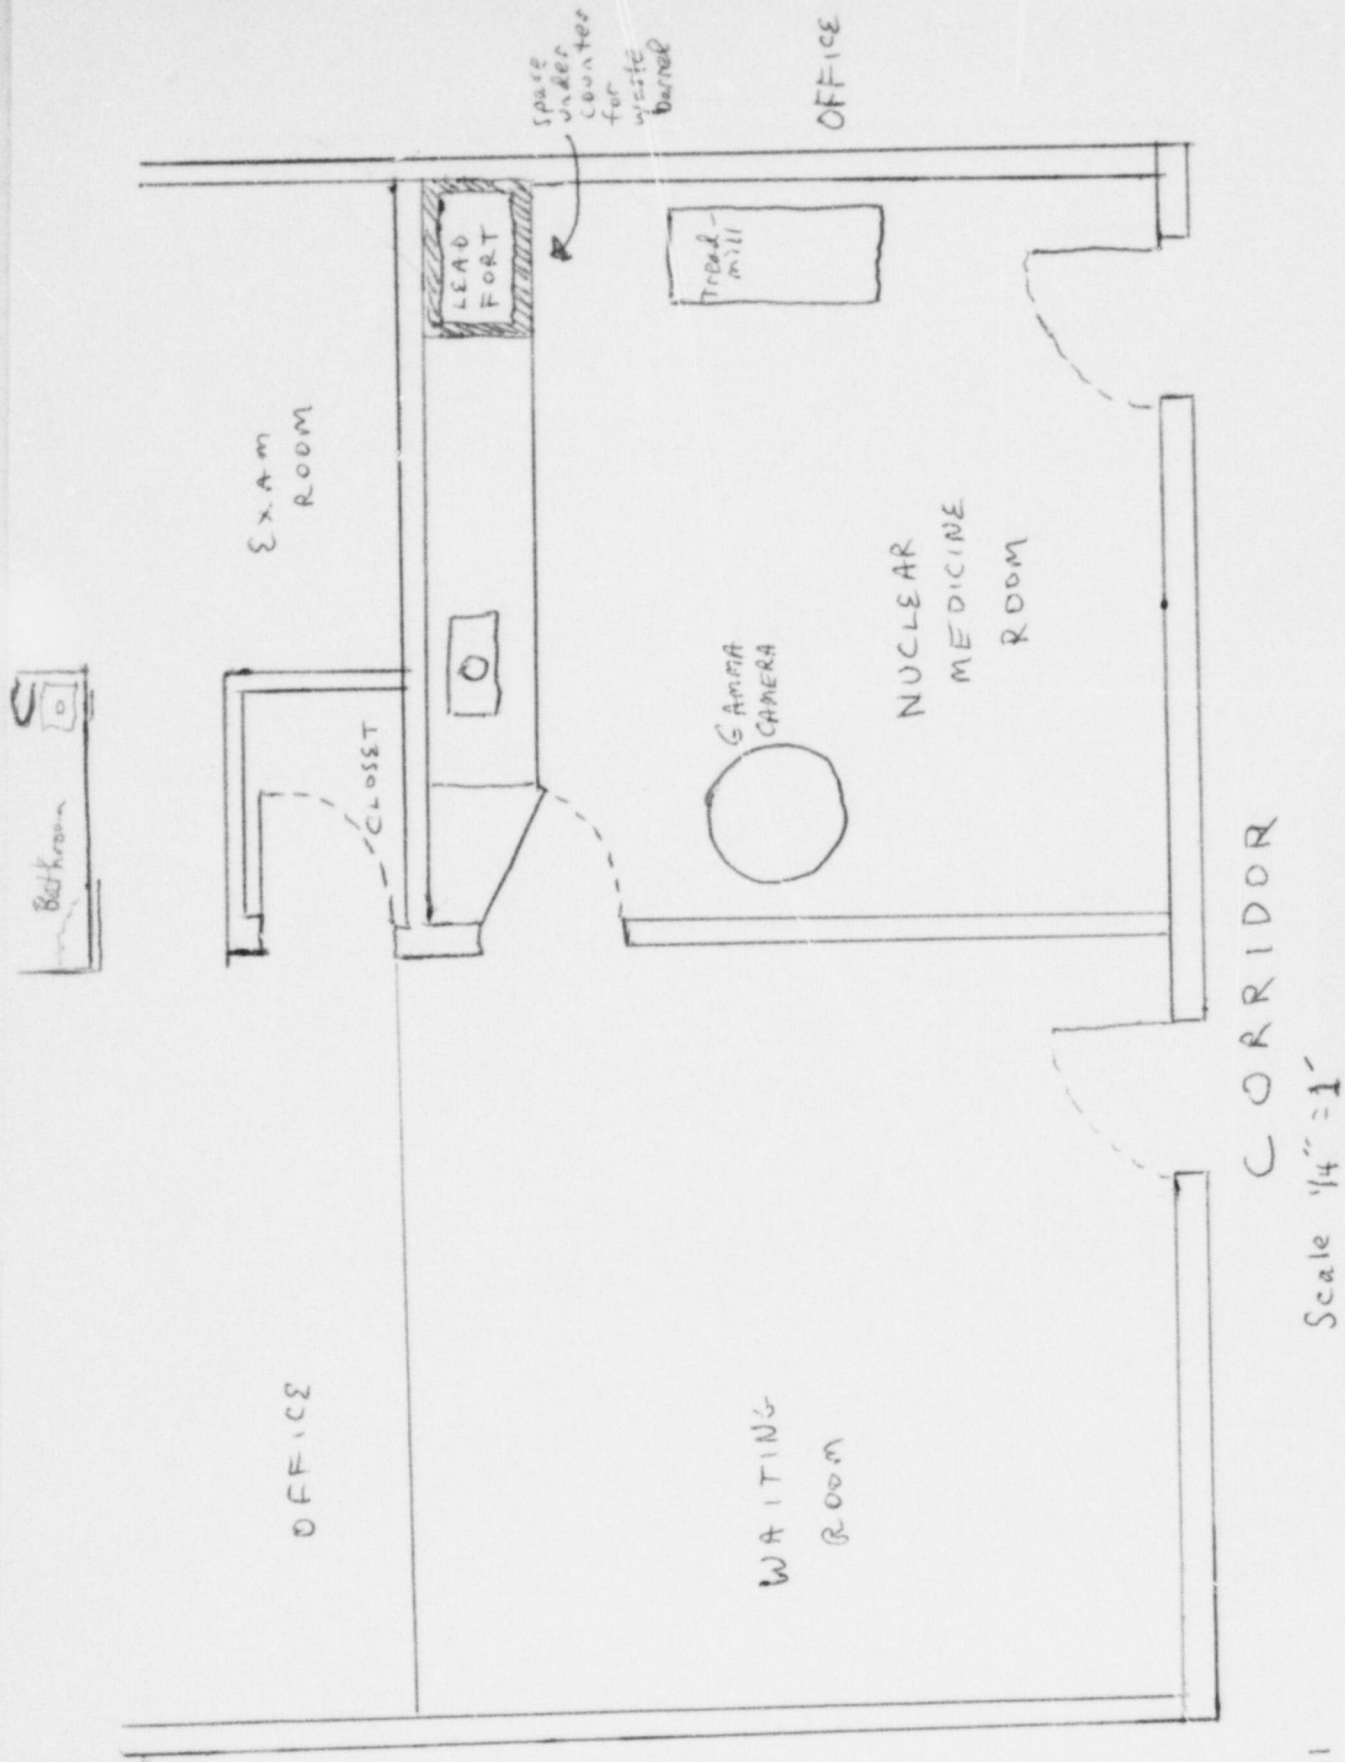 Bathroom
EXAM
ROOM
OFFICE
CLOSET
LEAD
FORT
space
under
counter
for
waste
barrel
Tread-
mill
OFFICE
GAMMA
CAMERA
NUCLEAR
MEDICINE
ROOM
WAITING
ROOM
CORRIDOR
Scale 1/4" = 1'